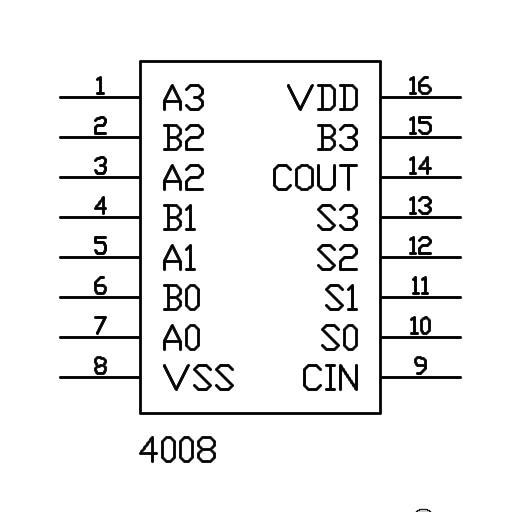 1 A3 VDD 16
2 B2 B3 15
3 A2 COUT 14
4 B1 S3 13
5 A1 S2 12
6 B0 S1 11
7 A0 S0 10
8 VSS CIN 9
4008